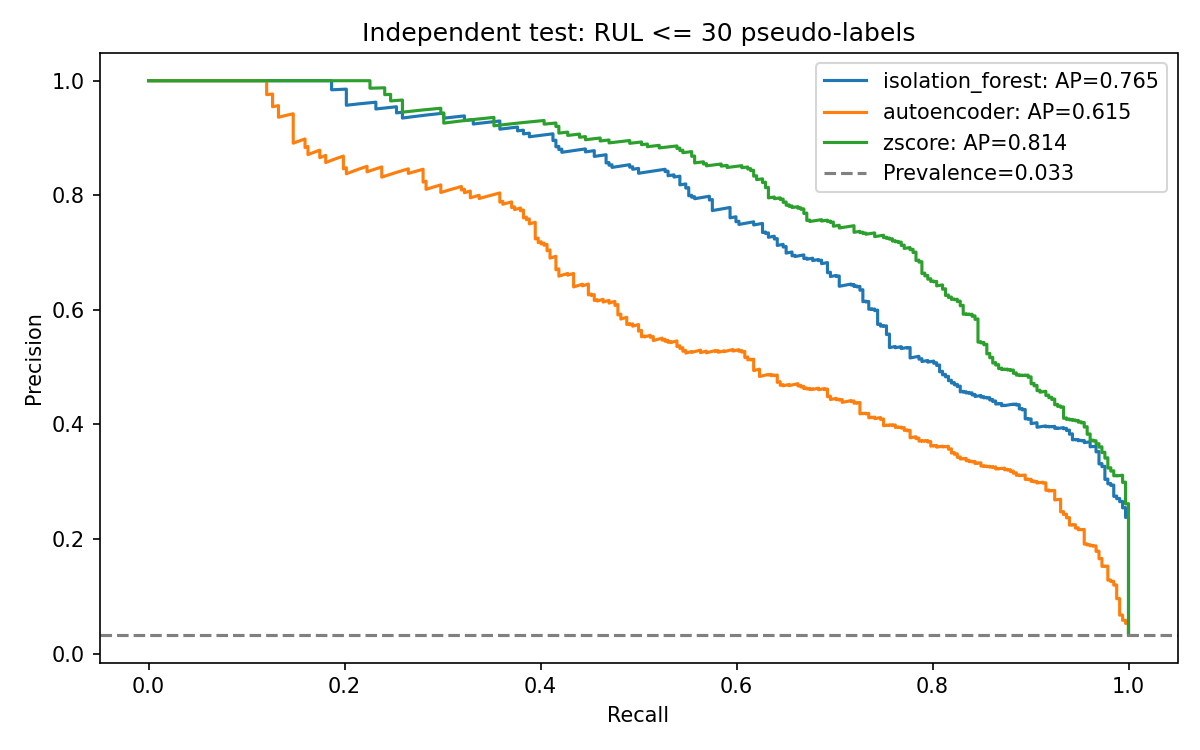 Independent test: RUL <= 30 pseudo-labels
isolation_forest: AP=0.765
autoencoder: AP=0.615
zscore: AP=0.814
Prevalence=0.033
Precision
1.0
0.8
0.6
0.4
0.2
0.0
0.0 0.2 0.4 0.6 0.8 1.0
Recall